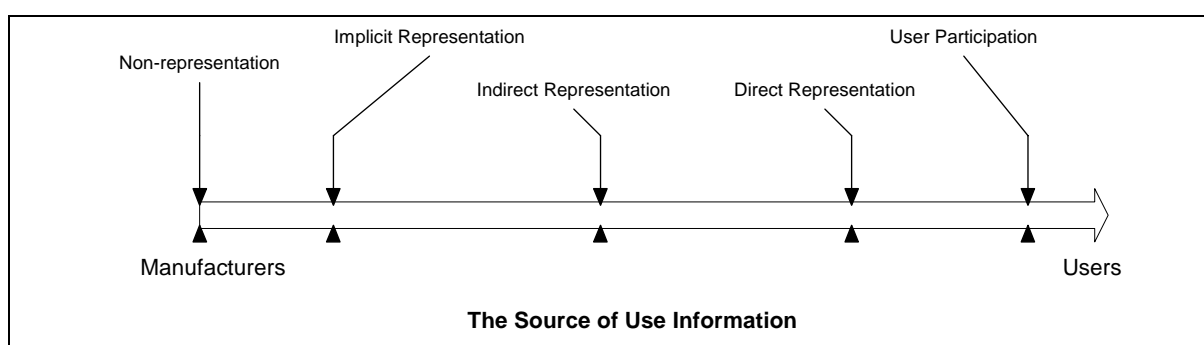 Implicit Representation
User Participation
Non-representation
Indirect Representation
Direct Representation
Manufacturers
Users
The Source of Use Information